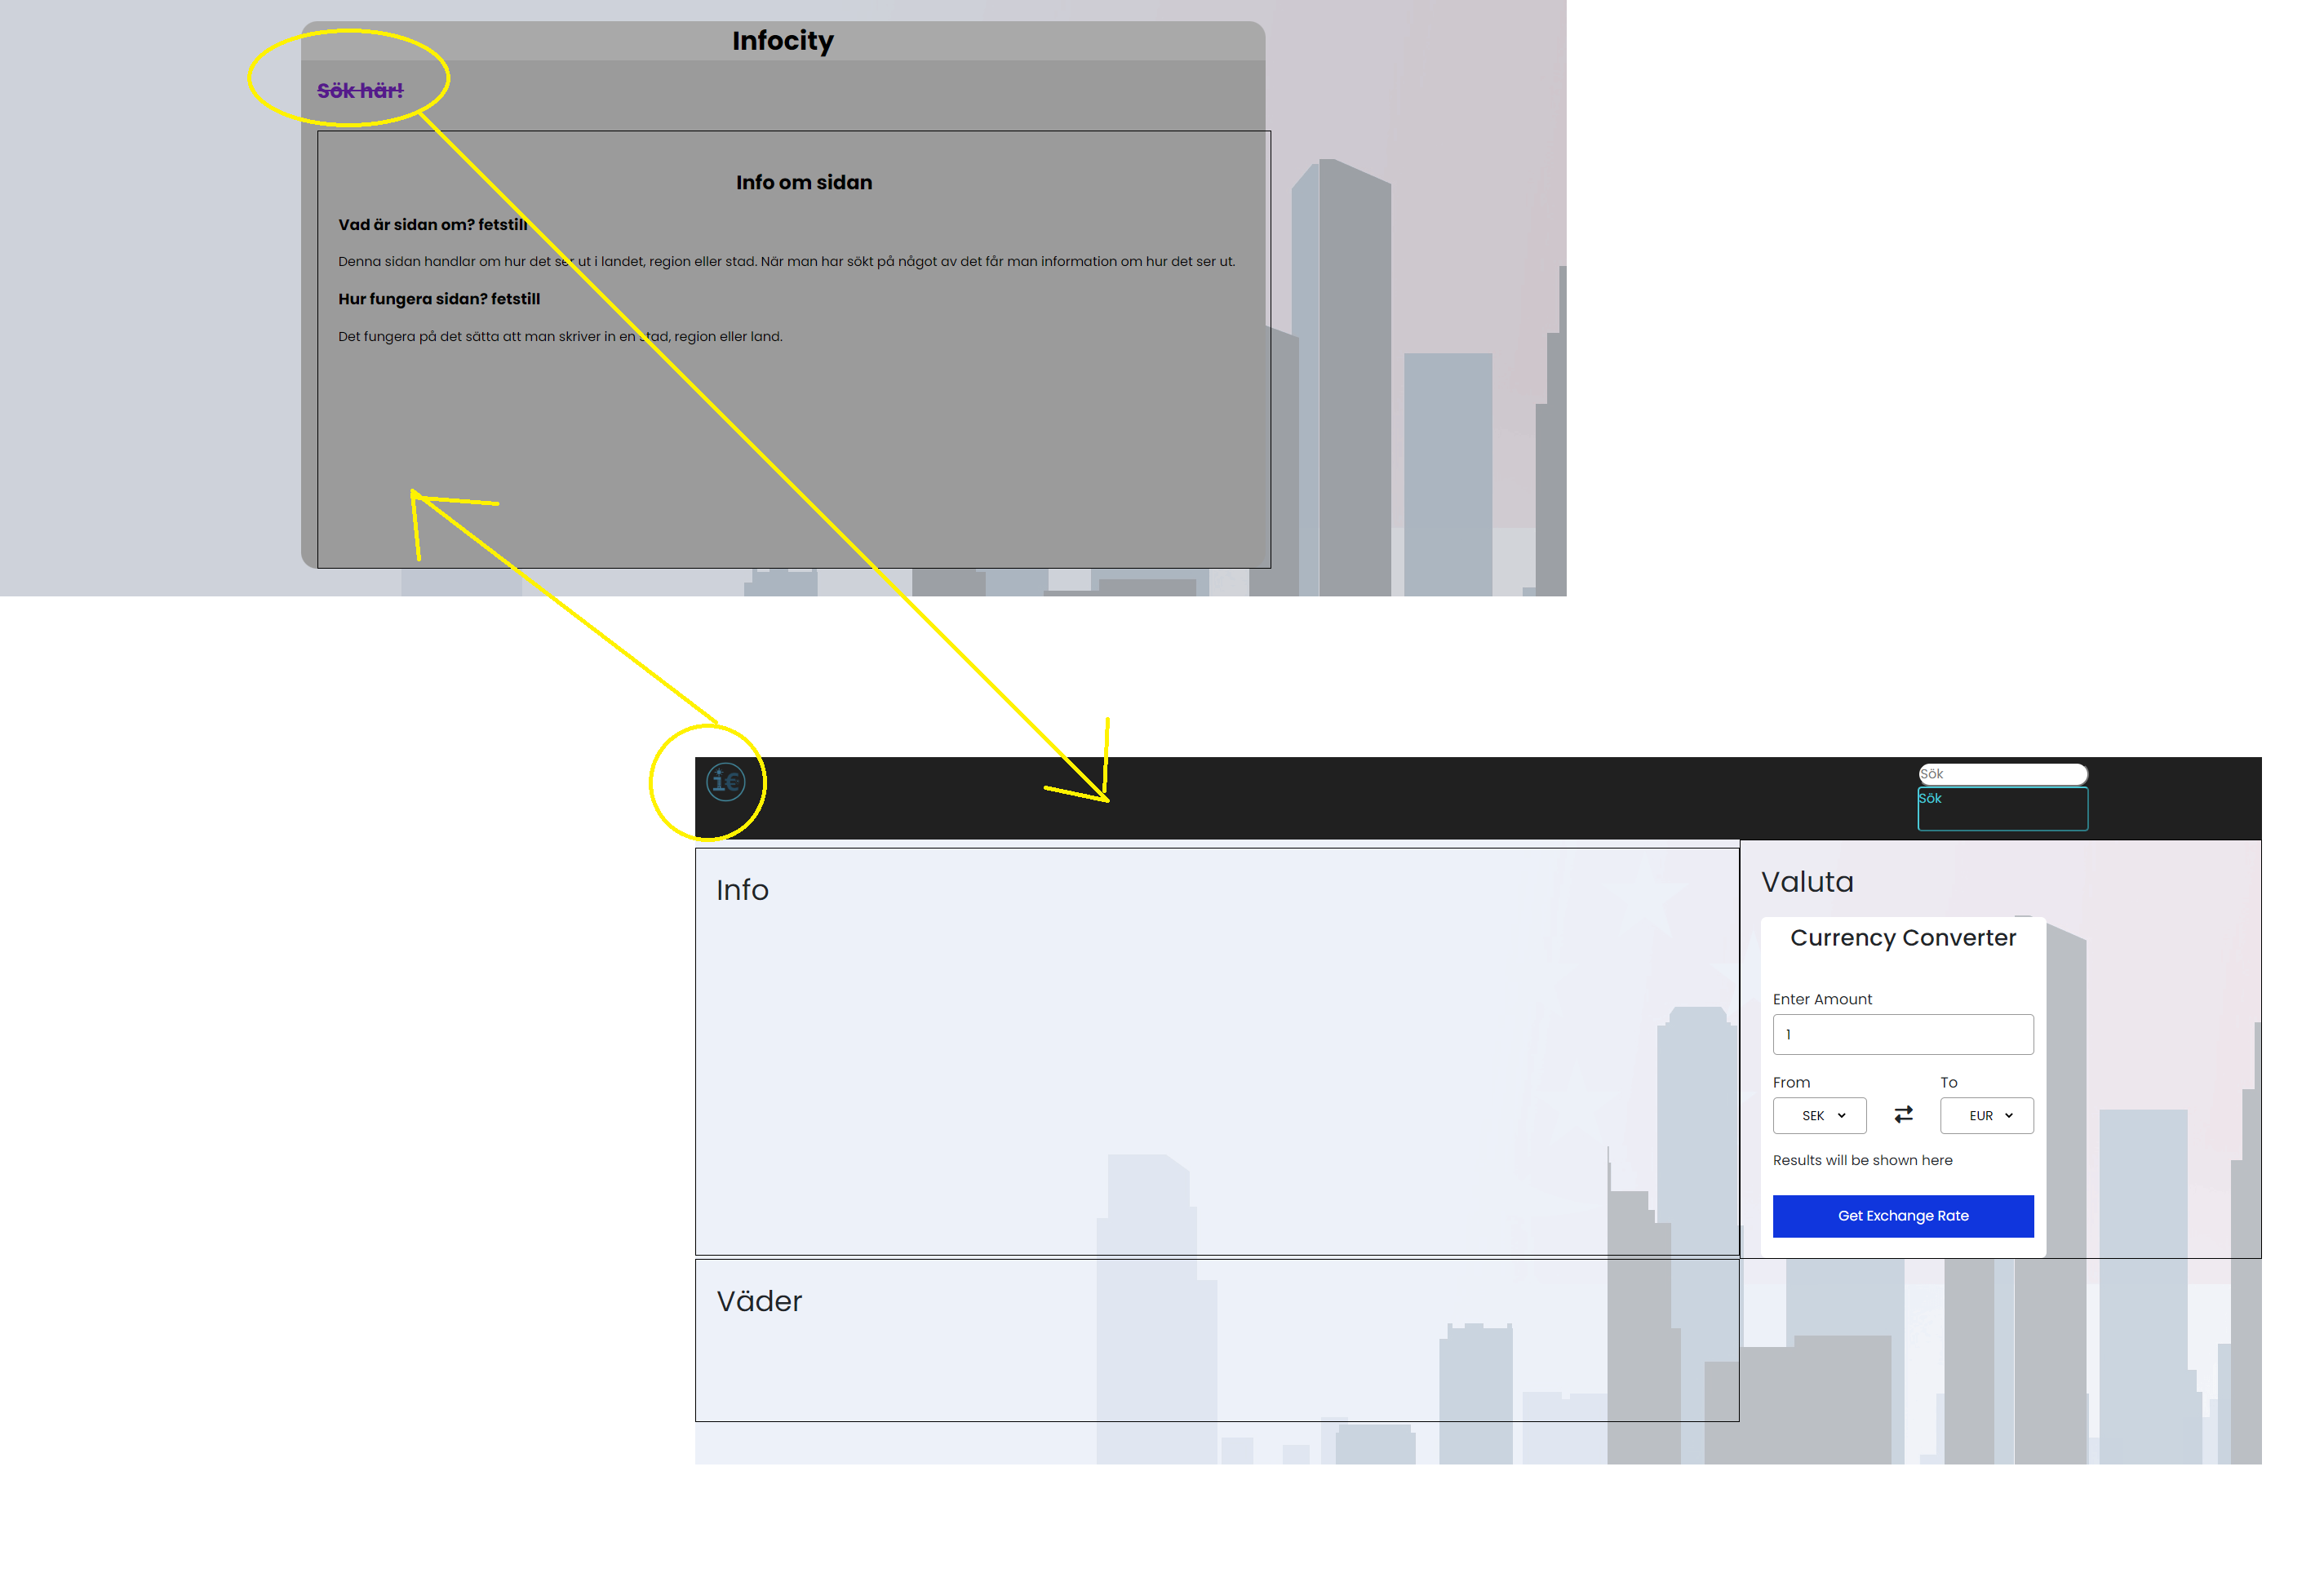 Infocity
Sök här!
Info om sidan
Vad är sidan om? fetstill
Denna sidan handlar om hur det ser ut i landet, region eller stad. När man har sökt på något av det får man information om hur det ser ut.
Hur fungera sidan? fetstill
Det fungera på det sätta att man skriver in en stad, region eller land.
i€
Sök
Sök
Info
Valuta
Currency Converter
Enter Amount
1
From To
SEK EUR
Results will be shown here
Get Exchange Rate
Väder